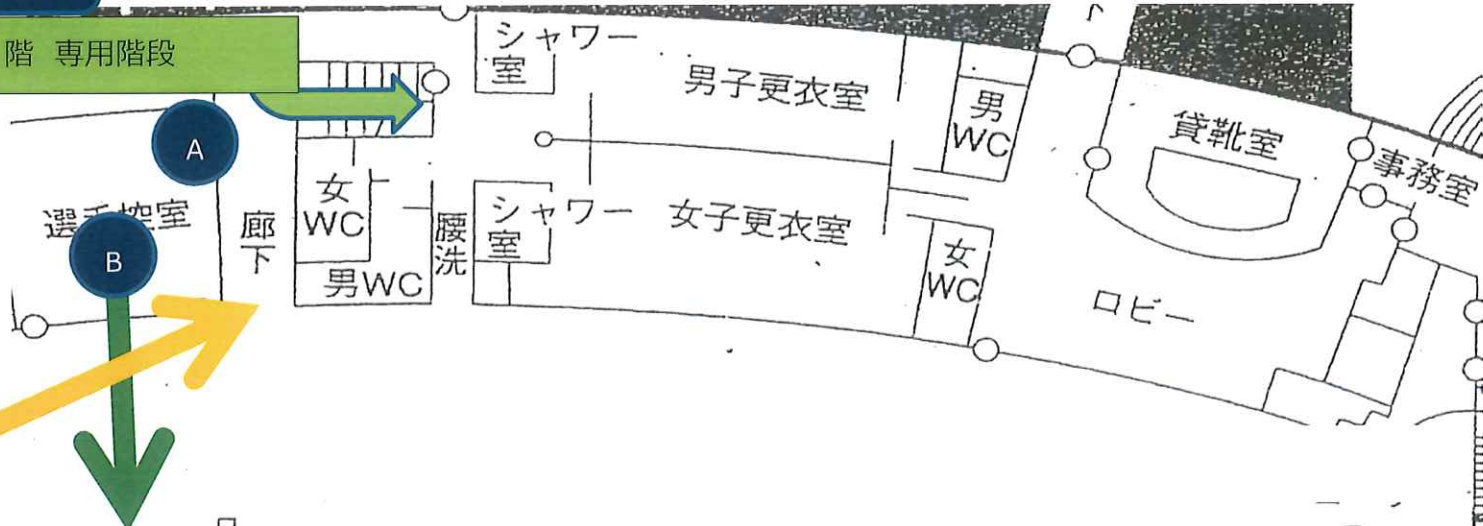 階 専用階段
シャワー
室
男子更衣室
男
WC
貸靴室
事務室
A
選手控室
B
廊下
女
WC
男WC
腰洗
シャワー
室
女子更衣室
女
WC
ロビー